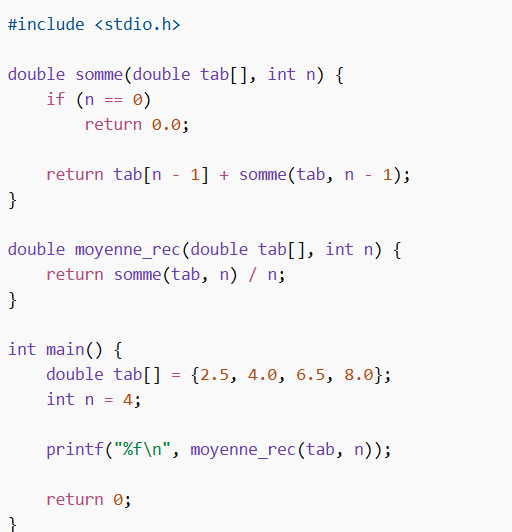 #include <stdio.h>

double somme(double tab[], int n) {
    if (n == 0)
        return 0.0;

    return tab[n - 1] + somme(tab, n - 1);
}

double moyenne_rec(double tab[], int n) {
    return somme(tab, n) / n;
}

int main() {
    double tab[] = {2.5, 4.0, 6.5, 8.0};
    int n = 4;

    printf("%f\n", moyenne_rec(tab, n));

    return 0;
}